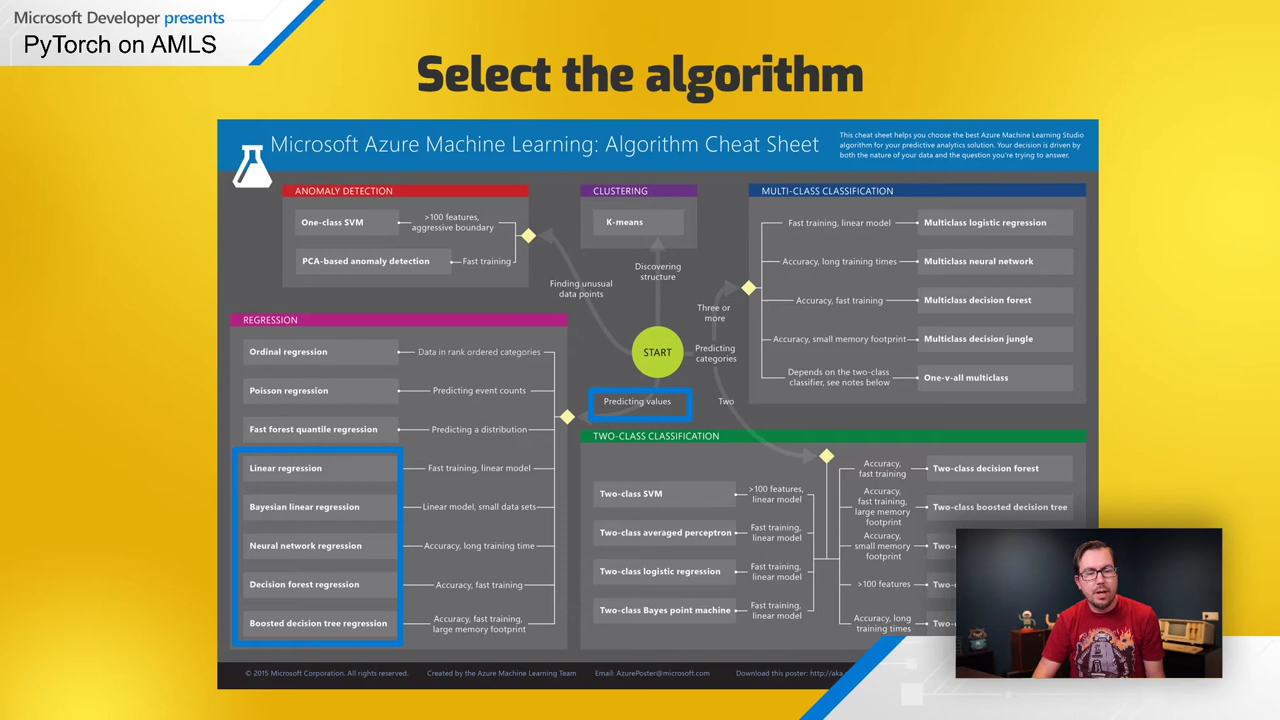 Microsoft Developer presents
PyTorch on AMLS
Select the algorithm
Microsoft Azure Machine Learning: Algorithm Cheat Sheet
This cheat sheet helps you choose the best Azure Machine Learning Studio
algorithm for your predictive analytics solution. Your decision is driven by
both the nature of your data and the question you're trying to answer.
ANOMALY DETECTION
One-class SVM
>100 features,
aggressive boundary
PCA-based anomaly detection
Fast training
CLUSTERING
K-means
Discovering
structure
Finding unusual
data points
START
Predicting values
Predicting
categories
Three or
more
Two
MULTI-CLASS CLASSIFICATION
Fast training, linear model
Multiclass logistic regression
Accuracy, long training times
Multiclass neural network
Accuracy, fast training
Multiclass decision forest
Accuracy, small memory footprint
Multiclass decision jungle
Depends on the two-class
classifier, see notes below
One-v-all multiclass
REGRESSION
Ordinal regression
Data in rank ordered categories
Poisson regression
Predicting event counts
Fast forest quantile regression
Predicting a distribution
Linear regression
Fast training, linear model
Bayesian linear regression
Linear model, small data sets
Neural network regression
Accuracy, long training time
Decision forest regression
Accuracy, fast training
Boosted decision tree regression
Accuracy, fast training,
large memory footprint
TWO-CLASS CLASSIFICATION
Two-class SVM
>100 features,
linear model
Two-class averaged perceptron
Fast training,
linear model
Two-class logistic regression
Fast training,
linear model
Two-class Bayes point machine
Fast training,
linear model
Accuracy,
fast training
Two-class decision forest
Accuracy,
fast training,
large memory
footprint
Two-class boosted decision tree
Accuracy,
small memory
footprint
>100 features
Accuracy, long
training times
© 2015 Microsoft Corporation. All rights reserved.
Created by the Azure Machine Learning Team
Email: AzurePoster@microsoft.com
Download this poster: http://aka.